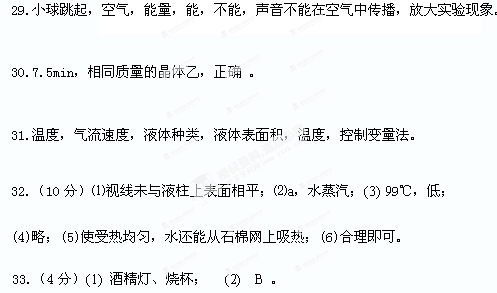 29.小球跳起，空气，能量，能，不能，声音不能在空气中传播，放大实验现象。
30.7.5min，相同质量的晶体乙，正确 。
31.温度，气流速度，液体种类，液体表面积，温度，控制变量法。
32.（10 分）⑴视线未与液柱上表面相平；⑵a，水蒸汽；(3) 99℃，低；
(4)略；(5)使受热均匀，水还能从石棉网上吸热；(6)合理即可。
33.（4 分）(1) 酒精灯、烧杯； (2) B 。